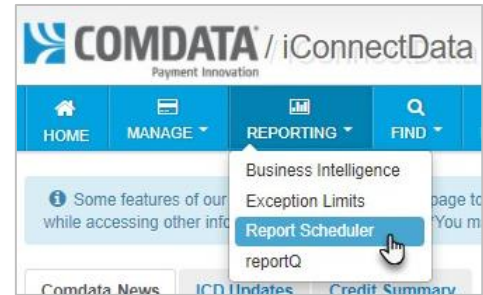 COMDATA / iConnectData
Payment Innovation
HOME MANAGE REPORTING FIND
Business Intelligence
Exception Limits
Report Scheduler
reportQ
Some features of our page to
while accessing other info "You m
Comdata News ICD Updates Credit Summary